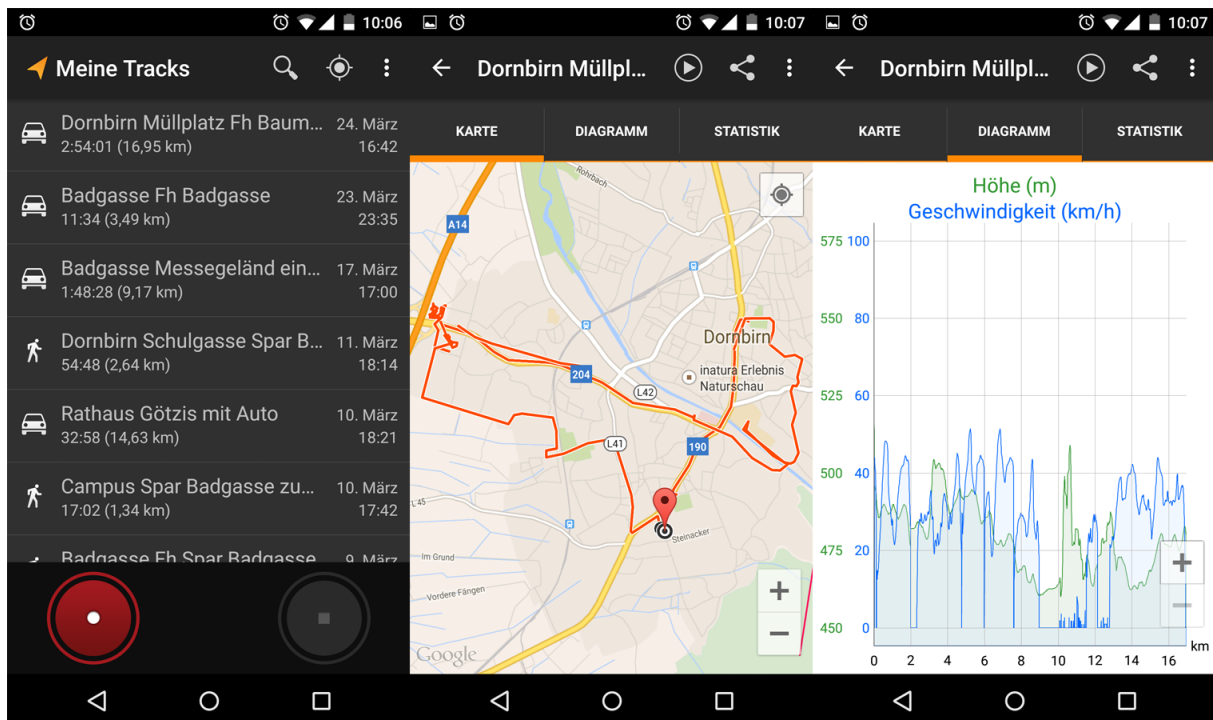 10:06
Meine Tracks
Dornbirn Müllplatz Fh Baum... 24. März
2:54:01 (16,95 km) 16:42
Badgasse Fh Badgasse 23. März
11:34 (3,49 km) 23:35
Badgasse Messegeländ ein... 17. März
1:48:28 (9,17 km) 17:00
Dornbirn Schulgasse Spar B... 11. März
54:48 (2,64 km) 18:14
Rathaus Götzis mit Auto 10. März
32:58 (14,63 km) 18:21
Campus Spar Badgasse zu... 10. März
17:02 (1,34 km) 17:42
Badgasse Fh Spar Badgasse 9. März
10:07
Dornbirn Müllpl...
KARTE DIAGRAMM STATISTIK
Rohrbach
A14
Dornbirn
inatura Erlebnis
Naturschau
204
L42
L41
190
L 45
Steinacker
Im Grund
Vordere Fängen
+
−
Google
10:07
Dornbirn Müllpl...
KARTE DIAGRAMM STATISTIK
Höhe (m)
Geschwindigkeit (km/h)
575 100
550 80
525 60
500 40
475 20
450 0
+
−
km
0 2 4 6 8 10 12 14 16